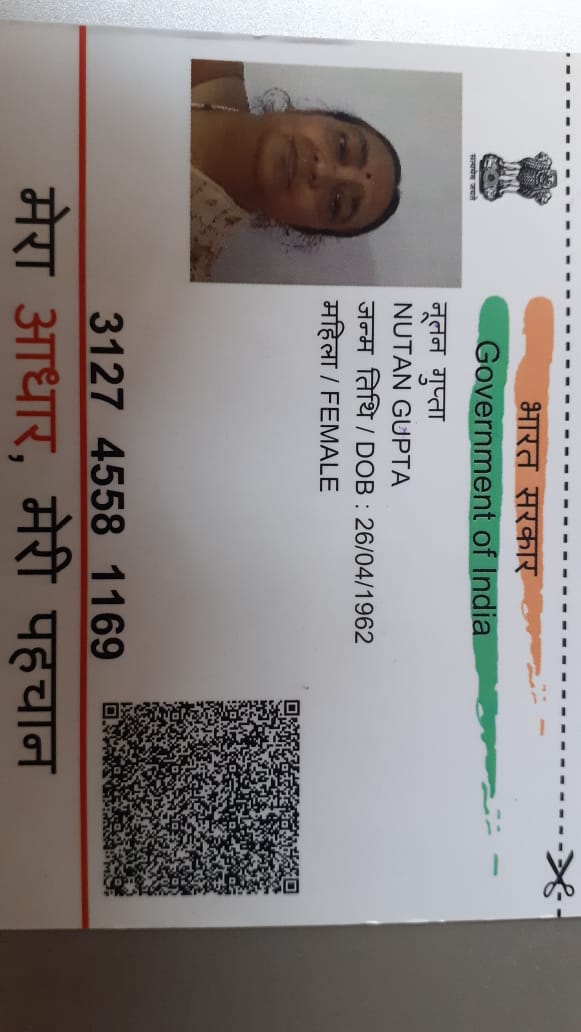 भारत सरकार
Government of India
सत्यमेव जयते
नूतन गुप्ता
NUTAN GUPTA
जन्म तिथि / DOB : 26/04/1962
महिला / FEMALE
3127 4558 1169
मेरा आधार, मेरी पहचान